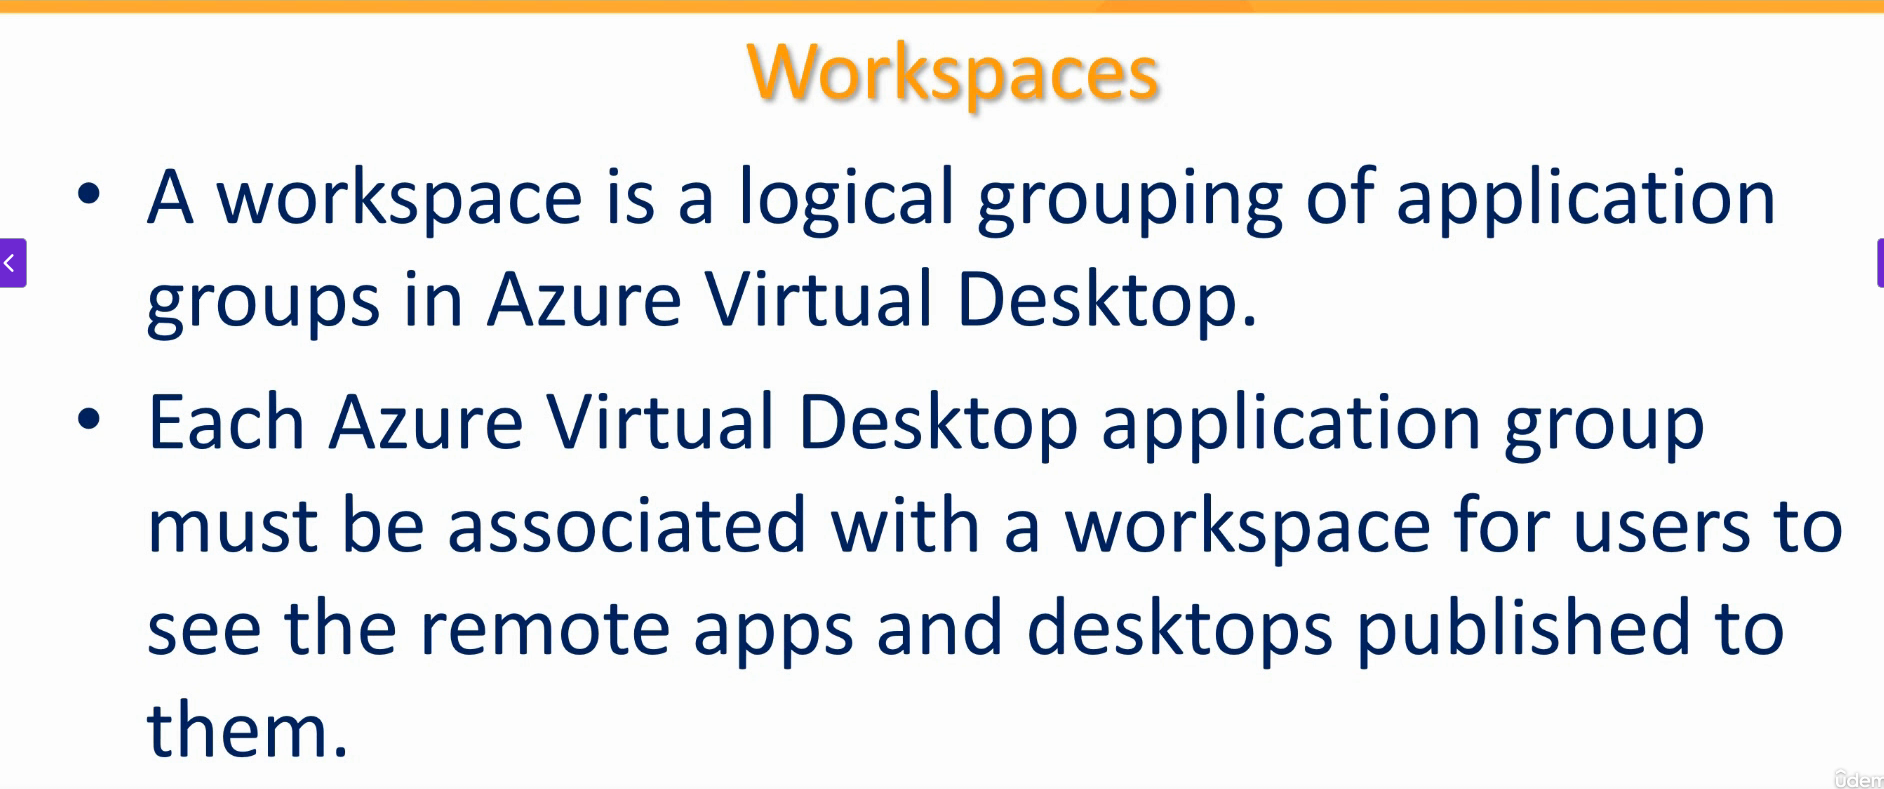 Workspaces
• A workspace is a logical grouping of application
groups in Azure Virtual Desktop.
• Each Azure Virtual Desktop application group
must be associated with a workspace for users to
see the remote apps and desktops published to
them.
ûdem